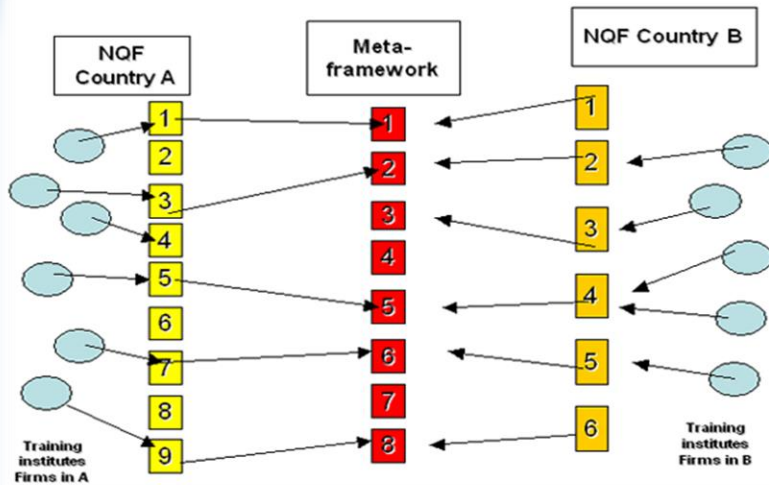 NQF
Country A
Meta-
framework
NQF Country B
1
2
3
4
5
6
7
8
9
1
2
3
4
5
6
7
8
1
2
3
4
5
6
Training
institutes
Firms in A
Training
institutes
Firms in B